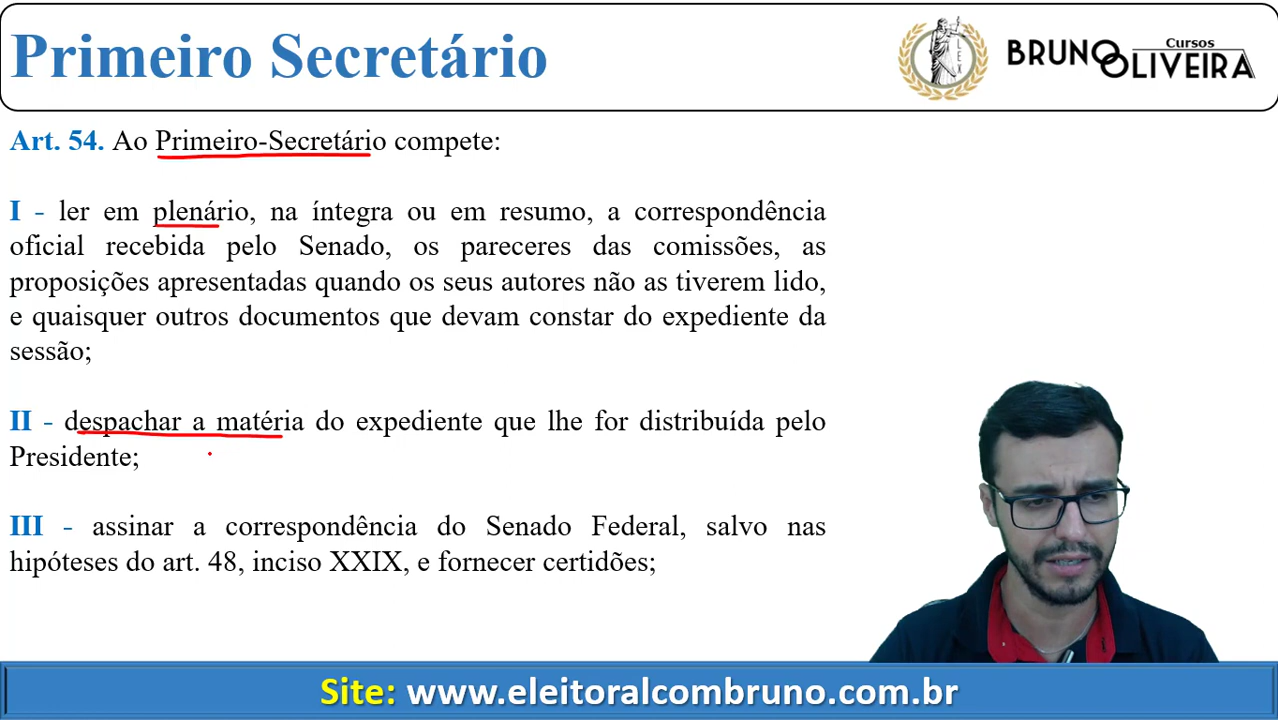 Primeiro Secretário
LEX
Cursos
BRUNO
OLIVEIRA
Art. 54. Ao Primeiro-Secretário compete:
I - ler em plenário, na íntegra ou em resumo, a correspondência
oficial recebida pelo Senado, os pareceres das comissões, as
proposições apresentadas quando os seus autores não as tiverem lido,
e quaisquer outros documentos que devam constar do expediente da
sessão;
II - despachar a matéria do expediente que lhe for distribuída pelo
Presidente;
III - assinar a correspondência do Senado Federal, salvo nas
hipóteses do art. 48, inciso XXIX, e fornecer certidões;
Site: www.eleitoralcombruno.com.br